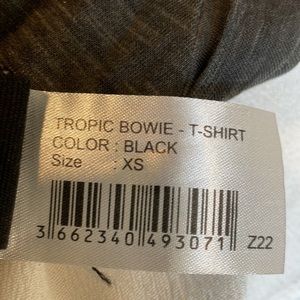 TROPIC BOWIE - T-SHIRT
COLOR : BLACK
Size : XS
3 662340 493071 Z22